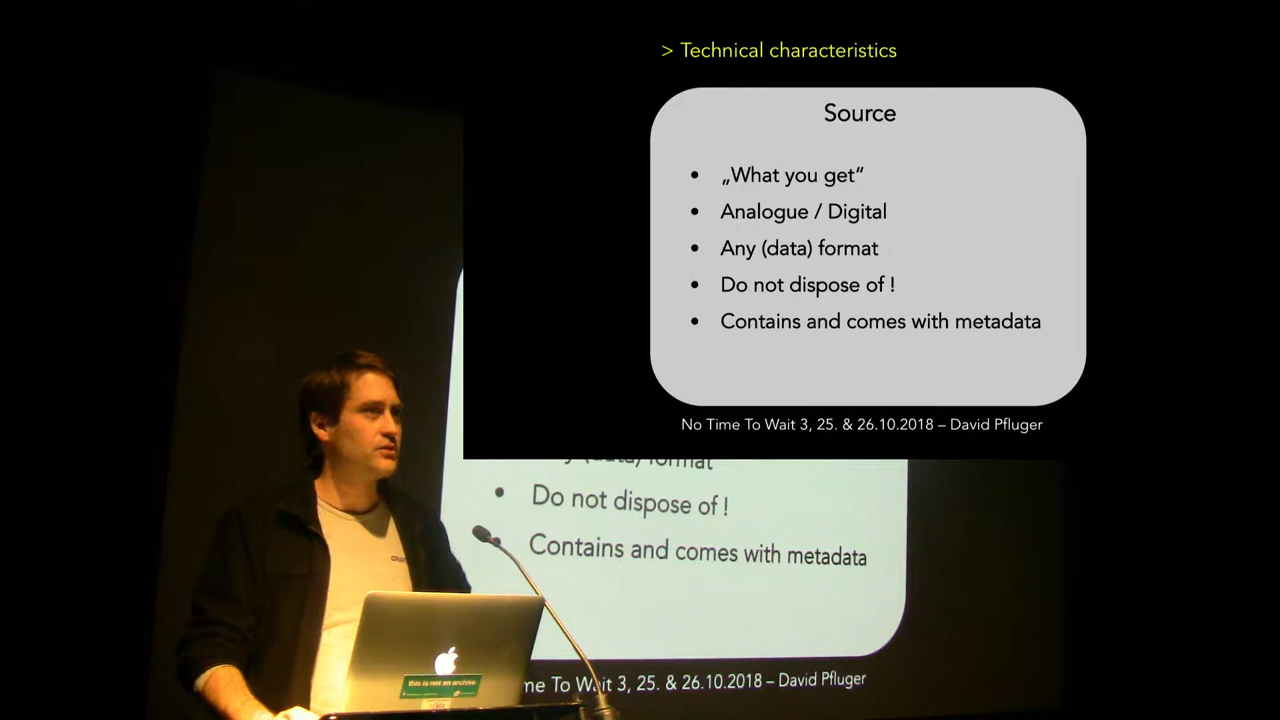 > Technical characteristics
Source
• „What you get“
• Analogue / Digital
• Any (data) format
• Do not dispose of !
• Contains and comes with metadata
No Time To Wait 3, 25. & 26.10.2018 – David Pfluger
(data) format
• Do not dispose of !
• Contains and comes with metadata
me To Wait 3, 25. & 26.10.2018 – David Pfluger
this is not an archive